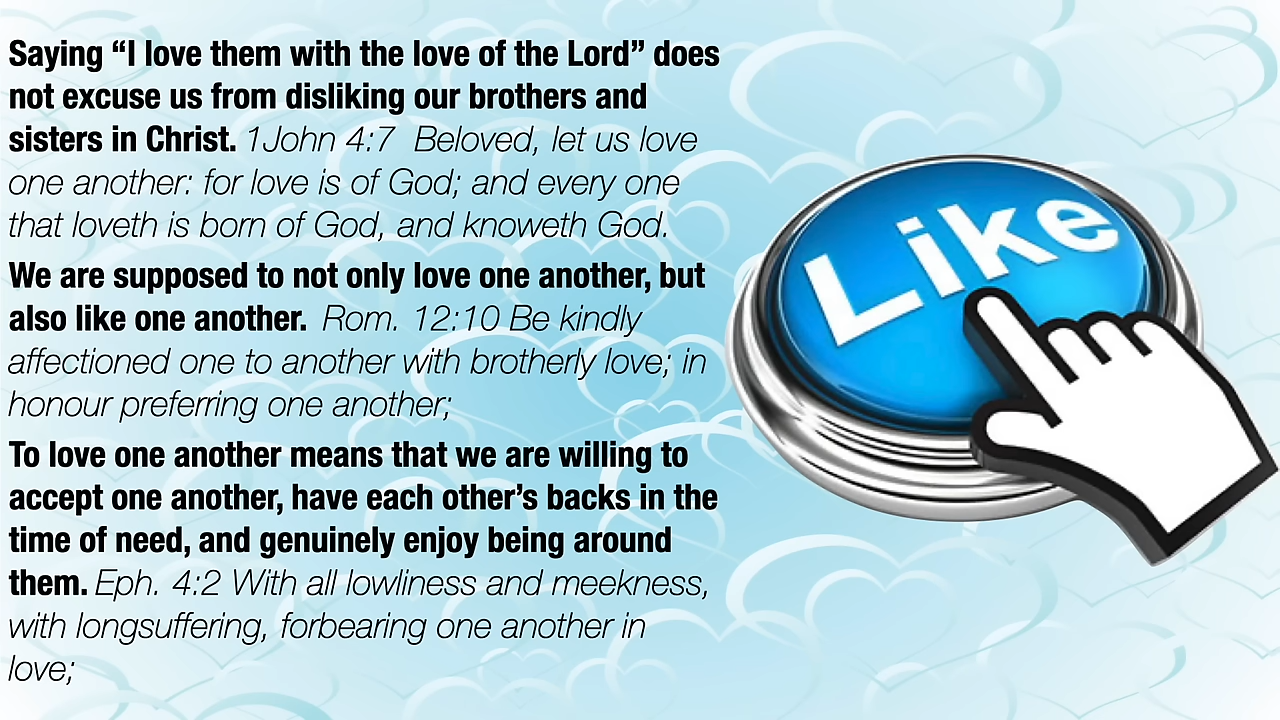 Saying “I love them with the love of the Lord” does
not excuse us from disliking our brothers and
sisters in Christ. 1John 4:7  Beloved, let us love
one another: for love is of God; and every one
that loveth is born of God, and knoweth God.
We are supposed to not only love one another, but
also like one another.  Rom. 12:10 Be kindly
affectioned one to another with brotherly love; in
honour preferring one another;
To love one another means that we are willing to
accept one another, have each other’s backs in the
time of need, and genuinely enjoy being around
them. Eph. 4:2 With all lowliness and meekness,
with longsuffering, forbearing one another in
love;
Like